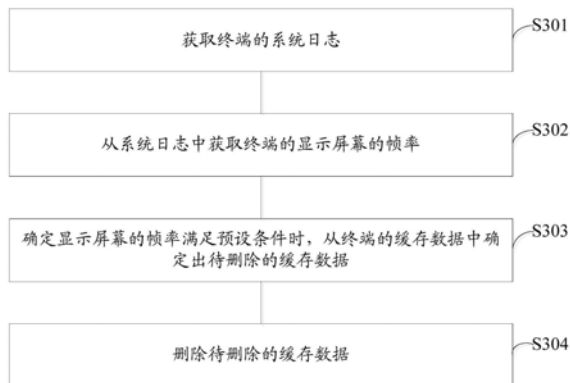 获取终端的系统日志
S301
从系统日志中获取终端的显示屏幕的帧率
S302
确定显示屏幕的帧率满足预设条件时，从终端的缓存数据中确
定出待删除的缓存数据
S303
删除待删除的缓存数据
S304